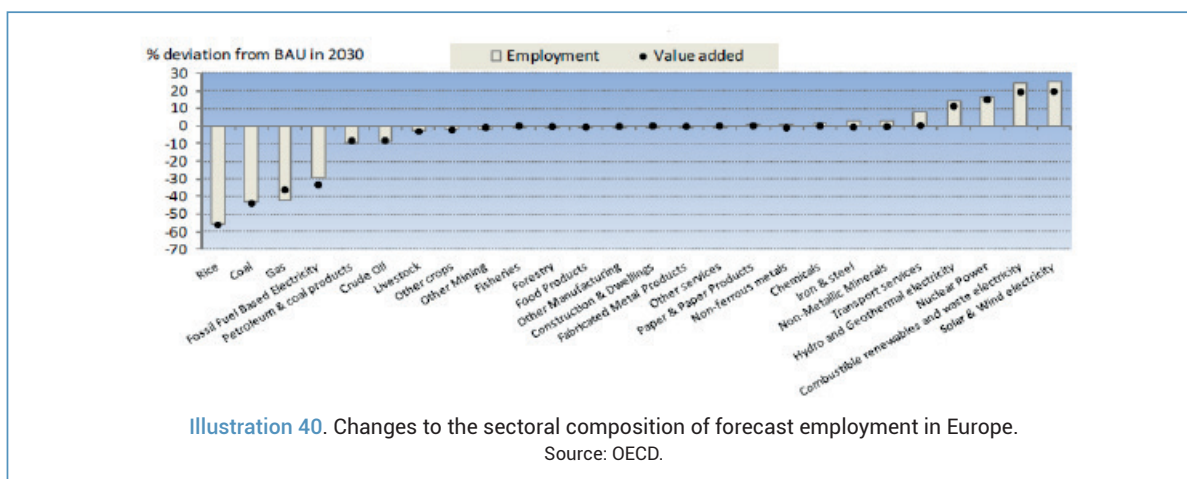 % deviation from BAU in 2030
Employment
Value added
30
20
10
0
-10
-20
-30
-40
-50
-60
-70
Rice
Coal
Gas
Fossil Fuel Based Electricity
Petroleum & coal products
Crude Oil
Livestock
Other crops
Other Mining
Fisheries
Forestry
Food Products
Other Manufacturing
Construction & Dwellings
Fabricated Metal Products
Other services
Paper & Paper Products
Non-ferrous metals
Chemicals
Iron & steel
Non-Metallic Minerals
Transport services
Hydro and Geothermal electricity
Nuclear Power
Combustible renewables and waste electricity
Solar & Wind electricity
Illustration 40. Changes to the sectoral composition of forecast employment in Europe.
Source: OECD.